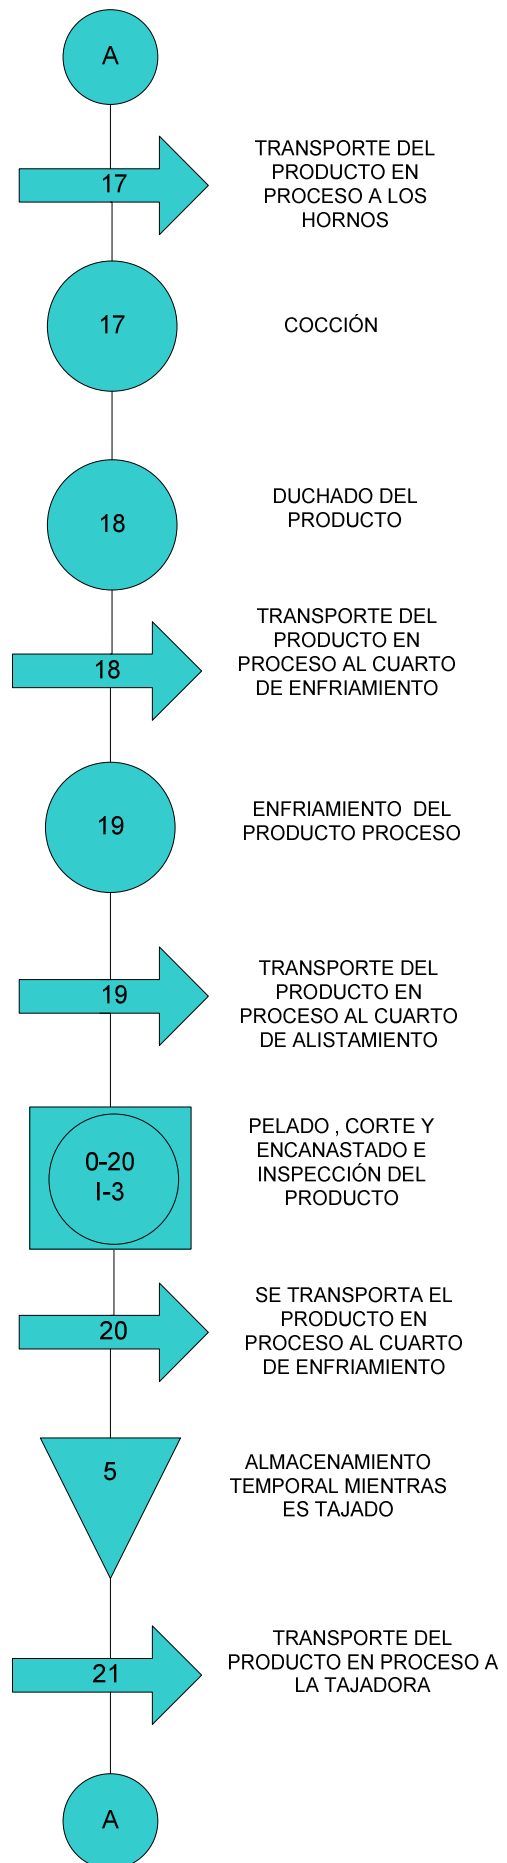 A
17
TRANSPORTE DEL
PRODUCTO EN
PROCESO A LOS
HORNOS
17
COCCIÓN
18
DUCHADO DEL
PRODUCTO
18
TRANSPORTE DEL
PRODUCTO EN
PROCESO AL CUARTO
DE ENFRIAMIENTO
19
ENFRIAMIENTO DEL
PRODUCTO PROCESO
19
TRANSPORTE DEL
PRODUCTO EN
PROCESO AL CUARTO
DE ALISTAMIENTO
0-20
I-3
PELADO , CORTE Y
ENCANASTADO E
INSPECCIÓN DEL
PRODUCTO
20
SE TRANSPORTA EL
PRODUCTO EN
PROCESO AL CUARTO
DE ENFRIAMIENTO
5
ALMACENAMIENTO
TEMPORAL MIENTRAS
ES TAJADO
21
TRANSPORTE DEL
PRODUCTO EN PROCESO A
LA TAJADORA
A